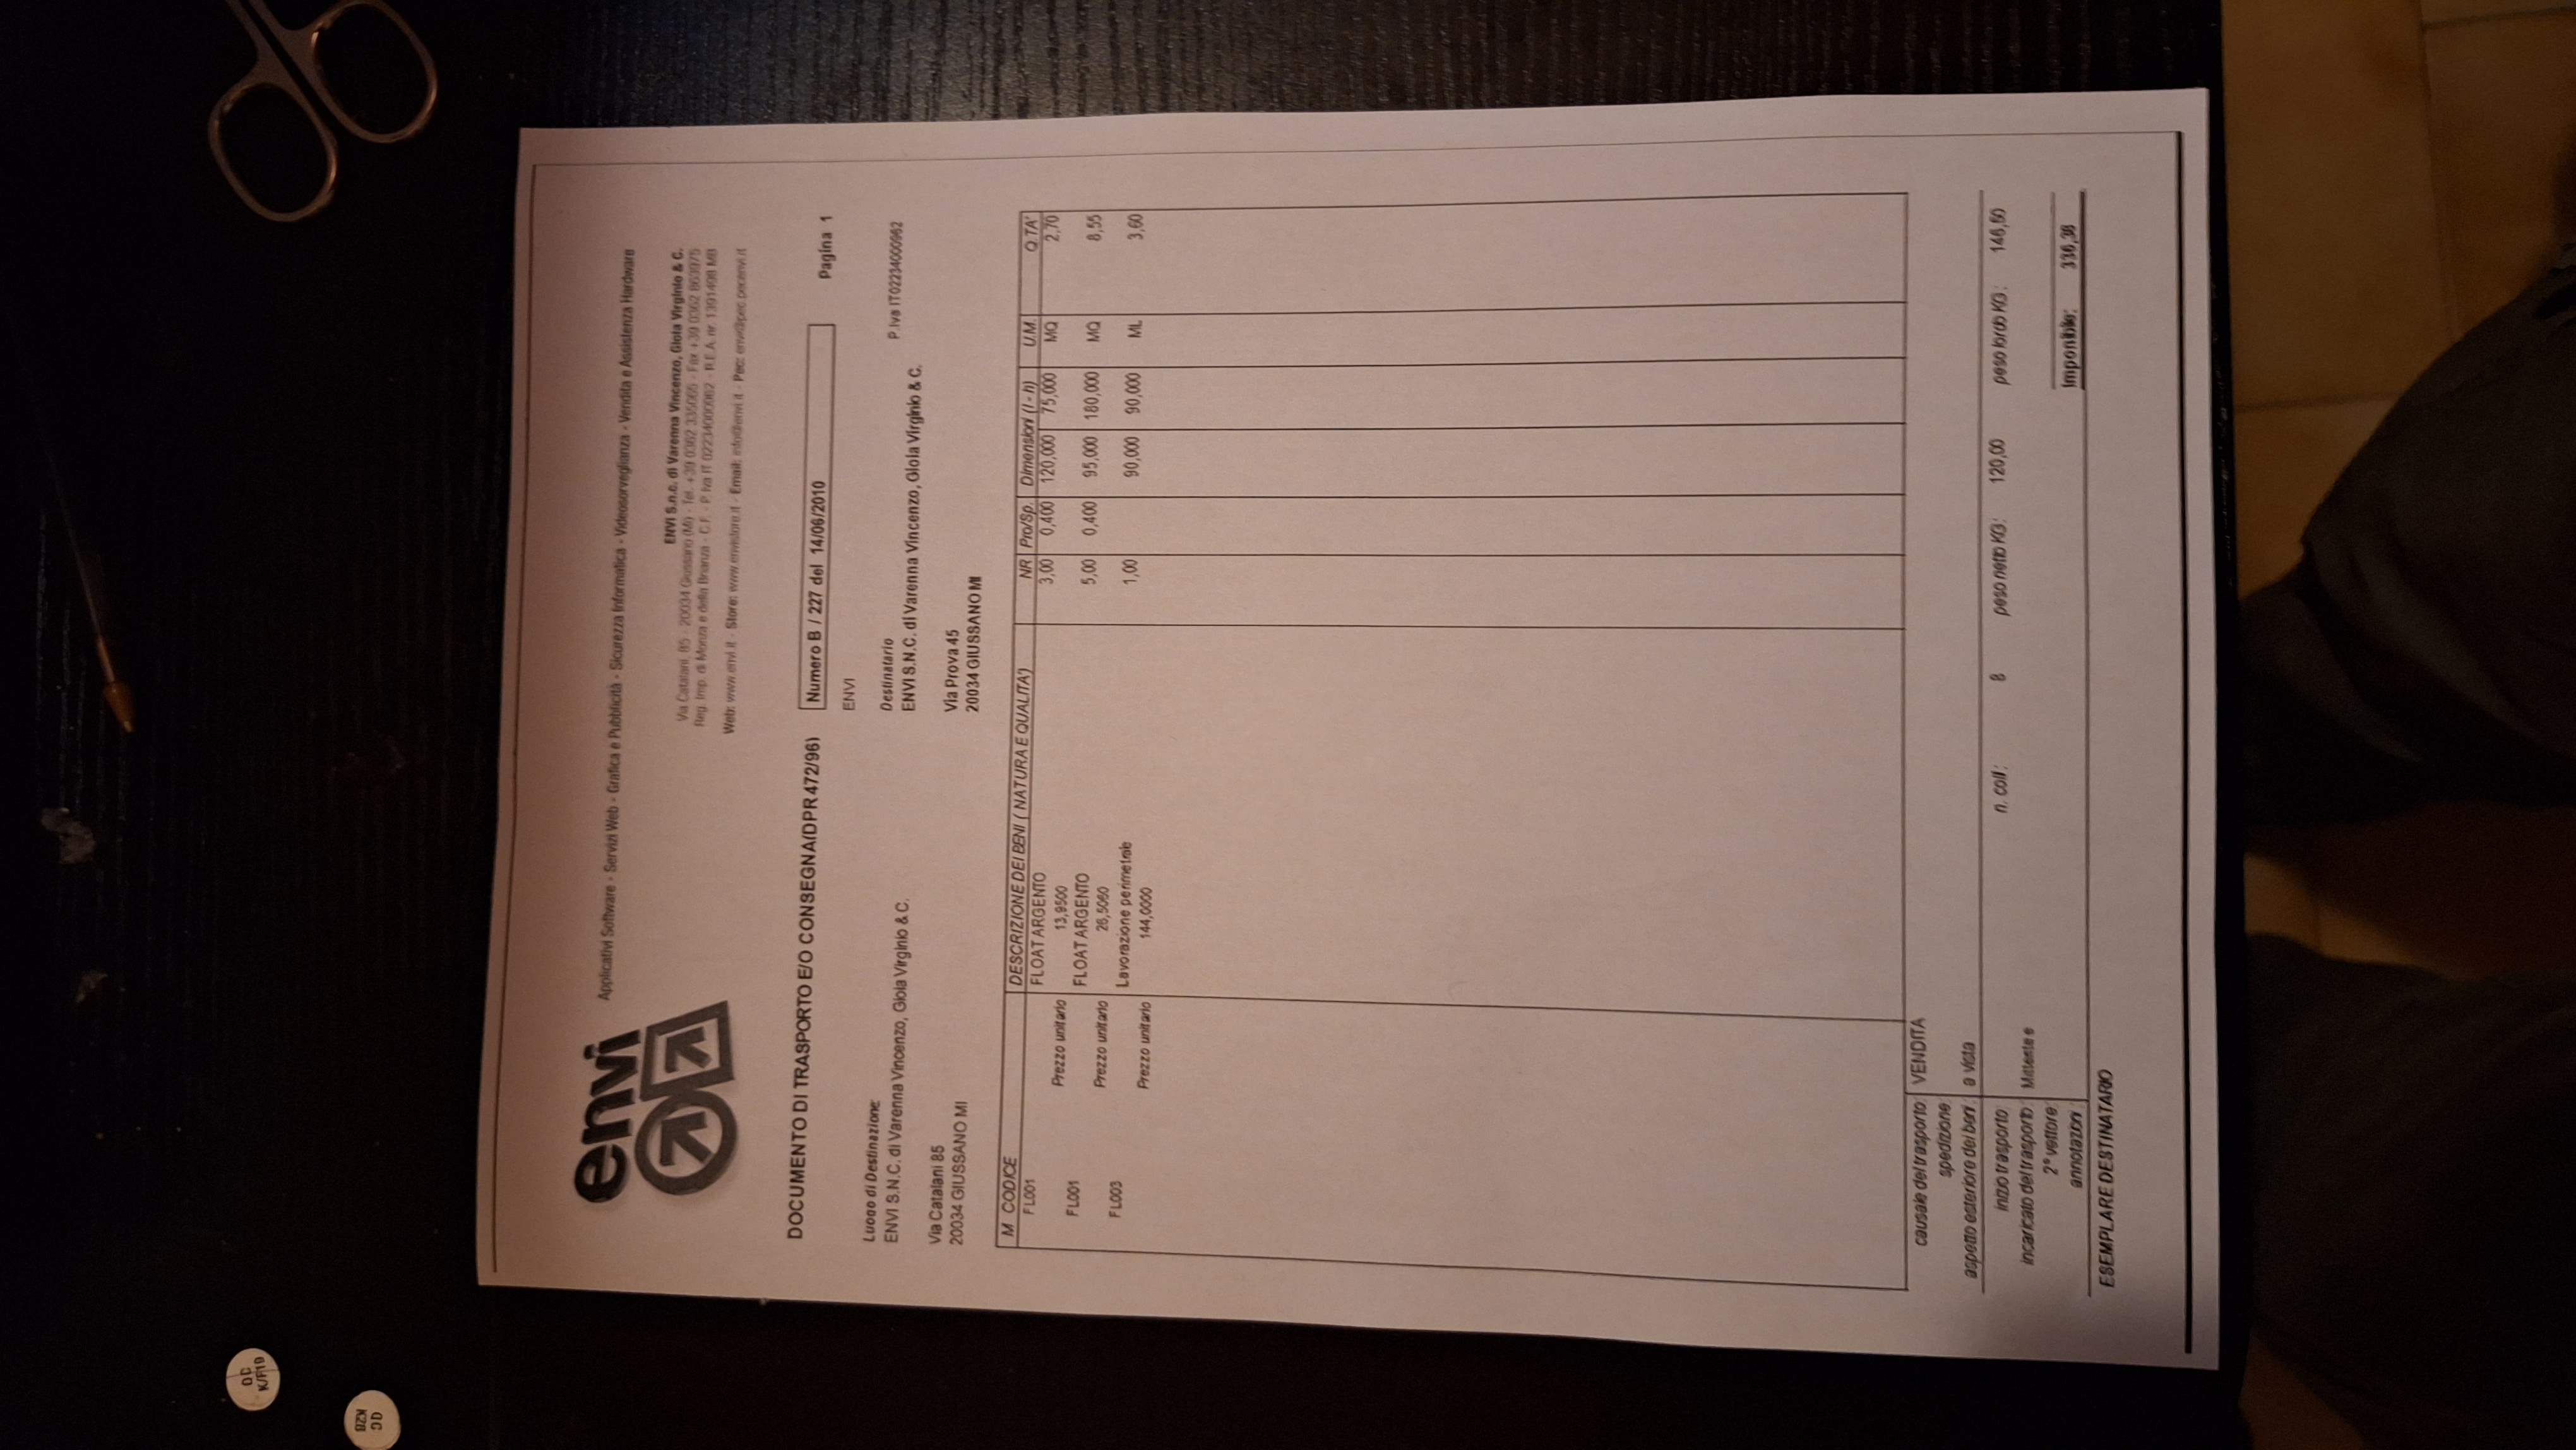 QC
K/F19
K28
QC
envi
Applicativi Software - Servizi Web - Grafica e Pubblicità - Sicurezza Informatica - Videosorveglianza - Vendita e Assistenza Hardware
ENVI S.n.c. di Varenna Vincenzo, Gioia Virginio & C.
Via Catalani, 85 - 20034 Giussano (MI) - Tel. +39 0362 335665 - Fax +39 0362 863975
Reg. Imp. di Monza e della Brianza - C.F. - P. Iva IT 02234000962 - R.E.A. nr. 1391498 MB
Web: www.envi.it - Store: www.envistore.it - Email: info@envi.it - Pec: envi@pec.pecenvi.it
DOCUMENTO DI TRASPORTO E/O CONSEGNA(DPR 472/96) Numero B / 227 del 14/06/2010 Pagina 1
ENVI
Luogo di Destinazione: Destinatario P.Iva IT02234000962
ENVI S.N.C. di Varenna Vincenzo, Gioia Virginio & C. ENVI S.N.C. di Varenna Vincenzo, Gioia Virginio & C.
Via Catalani 85 Via Prova 45
20034 GIUSSANO MI 20034 GIUSSANO MI
M CODICE DESCRIZIONE DEI BENI ( NATURA E QUALITA') NR Pro/Sp. Dimensioni (l - h) U.M. Q.TA'
FL001 FLOAT ARGENTO 3,00 0,400 120,000 75,000 MQ 2,70
Prezzo unitario 13,9500
FL001 FLOAT ARGENTO 5,00 0,400 95,000 180,000 MQ 8,55
Prezzo unitario 26,5060
FL003 Lavorazione perimetrale 1,00 90,000 90,000 ML 3,60
Prezzo unitario 144,0000
causale del trasporto: VENDITA
spedizione:
aspetto esteriore dei beni: a vista
inizio trasporto: n. coll: 8 peso netto KG: 120,00 peso lordo KG: 146,60
incaricato del trasporto: Mittente e
2° vettore:
annotazioni: Imponibile: 336,38
ESEMPLARE DESTINATARIO